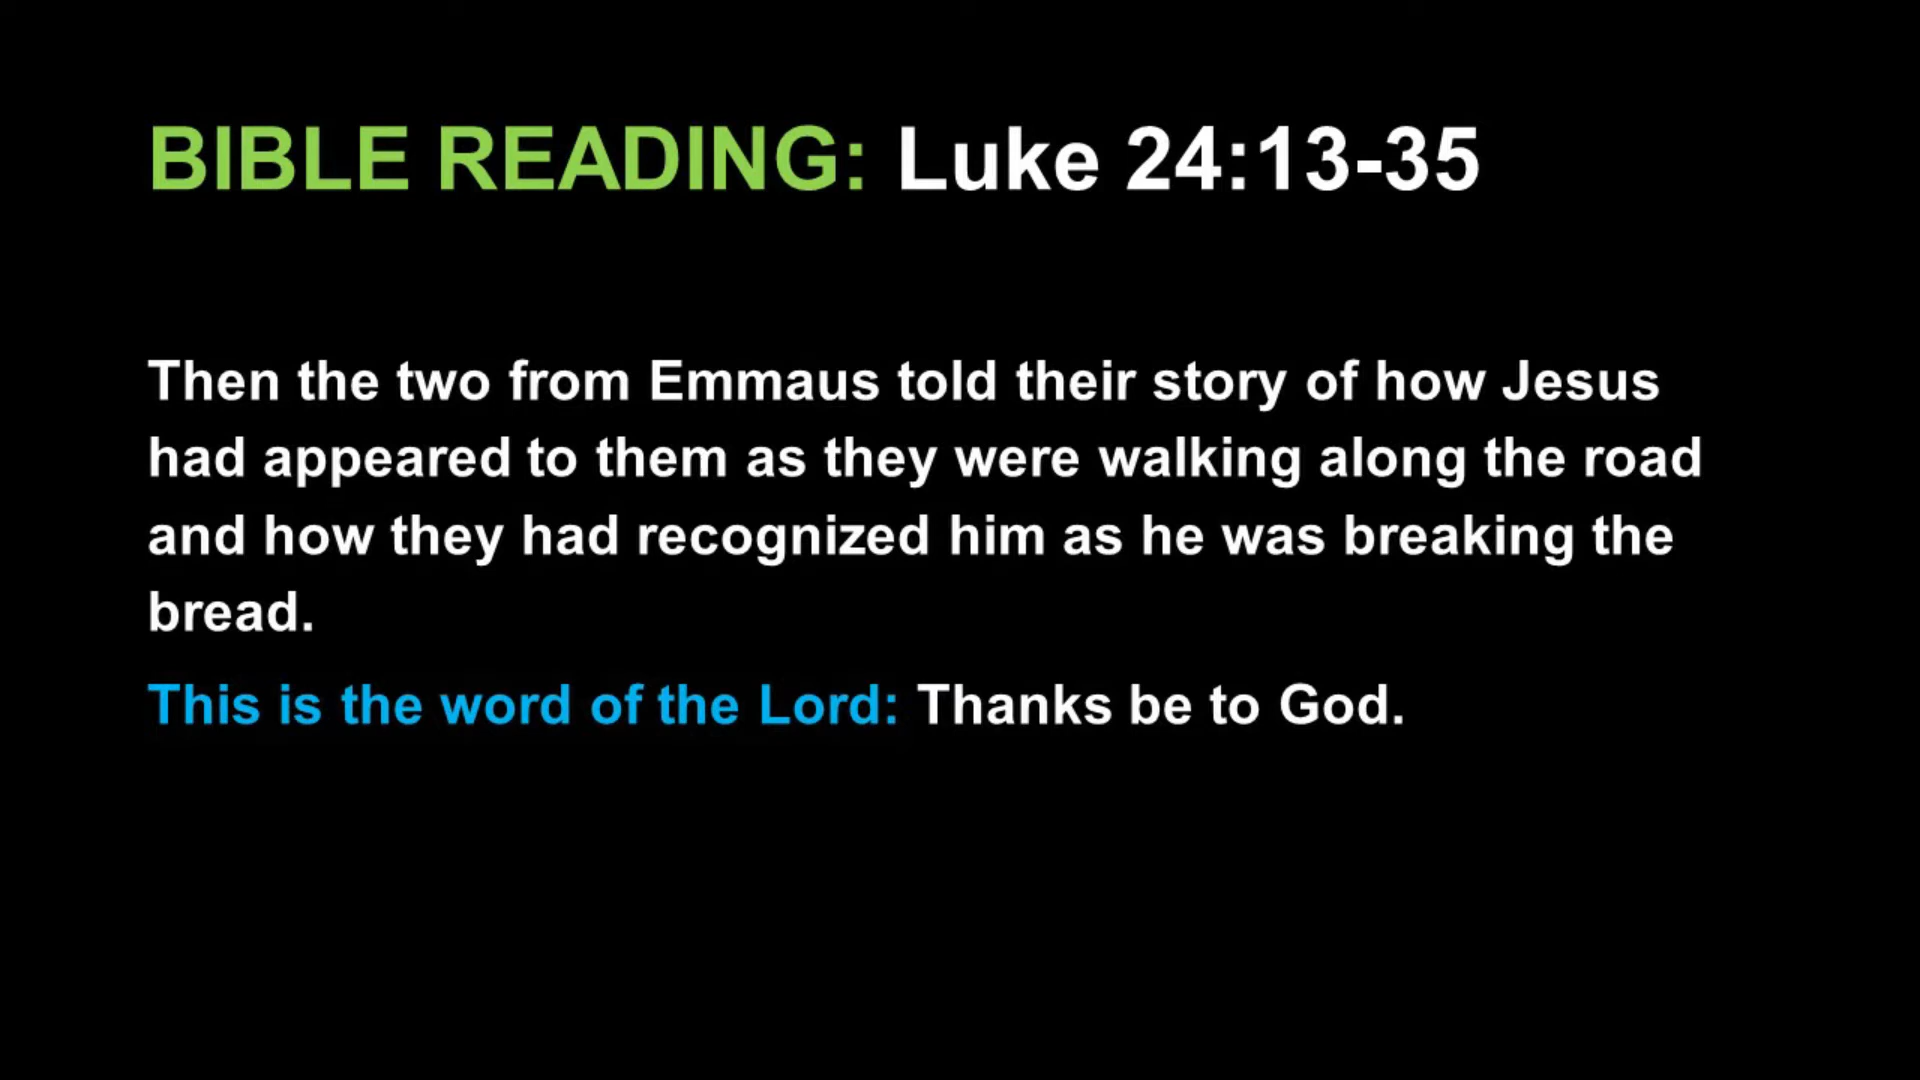 BIBLE READING: Luke 24:13-35
Then the two from Emmaus told their story of how Jesus
had appeared to them as they were walking along the road
and how they had recognized him as he was breaking the
bread.
This is the word of the Lord: Thanks be to God.